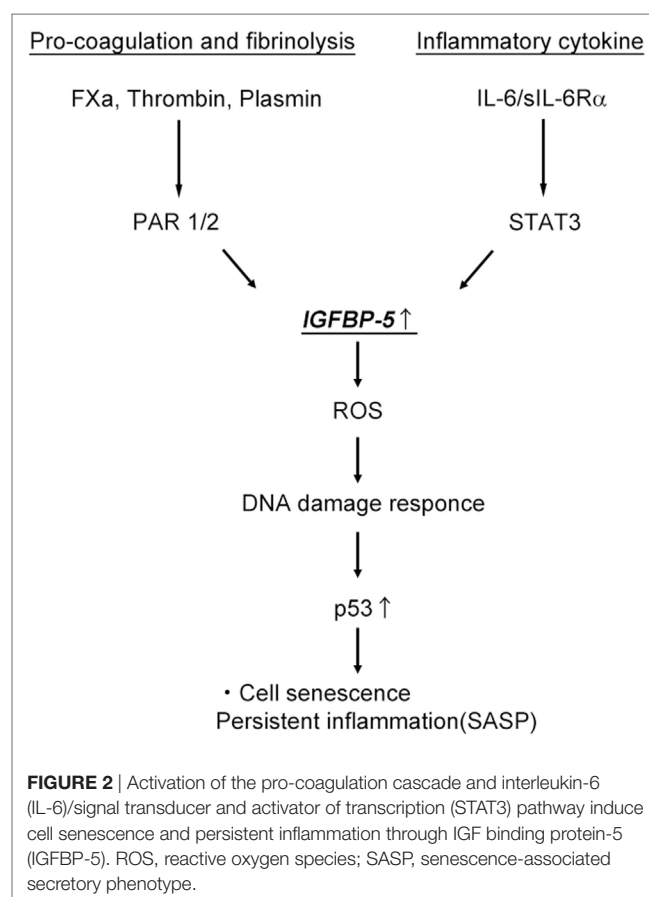 Pro-coagulation and fibrinolysis
Inflammatory cytokine
FXa, Thrombin, Plasmin
IL-6/sIL-6Rα
PAR 1/2
STAT3
IGFBP-5↑
ROS
DNA damage responce
p53↑
・Cell senescence
Persistent inflammation(SASP)
FIGURE 2 | Activation of the pro-coagulation cascade and interleukin-6
(IL-6)/signal transducer and activator of transcription (STAT3) pathway induce
cell senescence and persistent inflammation through IGF binding protein-5
(IGFBP-5). ROS, reactive oxygen species; SASP, senescence-associated
secretory phenotype.